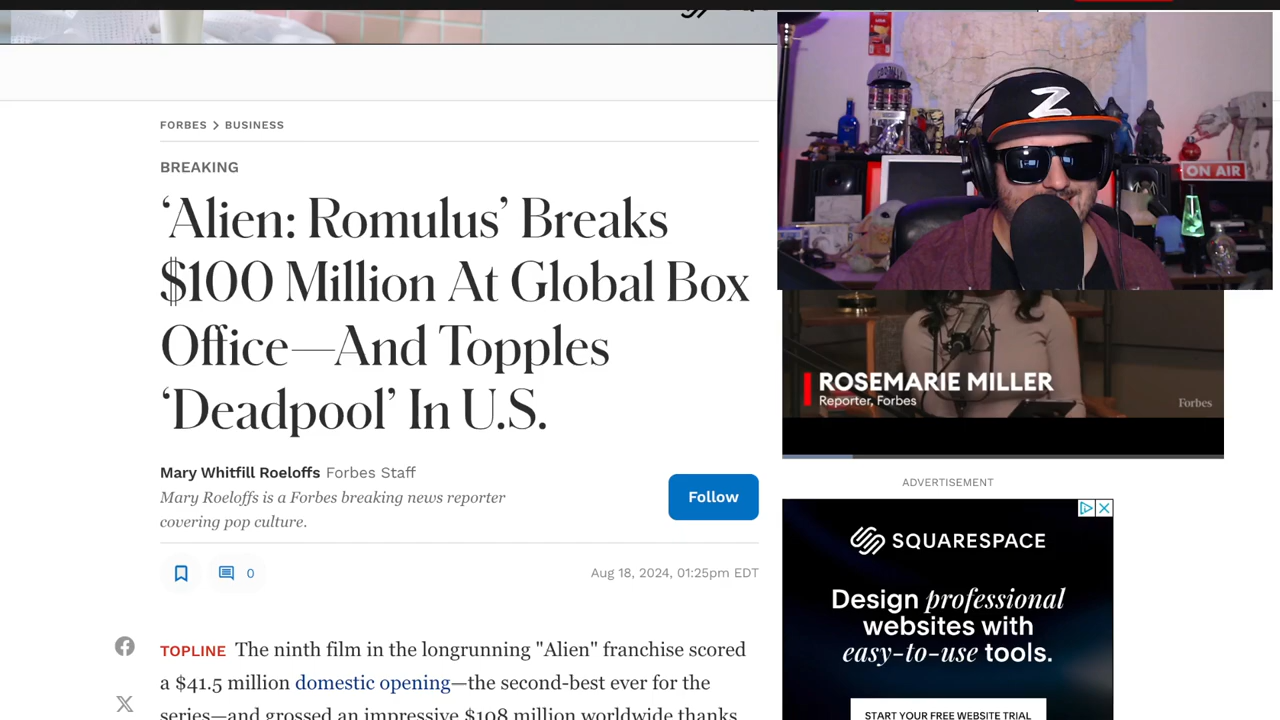 FORBES > BUSINESS
BREAKING
‘Alien: Romulus’ Breaks
$100 Million At Global Box
Office—And Topples
‘Deadpool’ In U.S.
Mary Whitfill Roeloffs Forbes Staff
Mary Roeloffs is a Forbes breaking news reporter
covering pop culture.
Follow
0
Aug 18, 2024, 01:25pm EDT
TOPLINE The ninth film in the longrunning "Alien" franchise scored
a $41.5 million domestic opening—the second-best ever for the
series—and grossed an impressive $108 million worldwide thanks
Z
ON AIR
ROSEMARIE MILLER
Reporter, Forbes
Forbes
ADVERTISEMENT
SQUARESPACE
Design professional
websites with
easy-to-use tools.
START YOUR FREE WEBSITE TRIAL